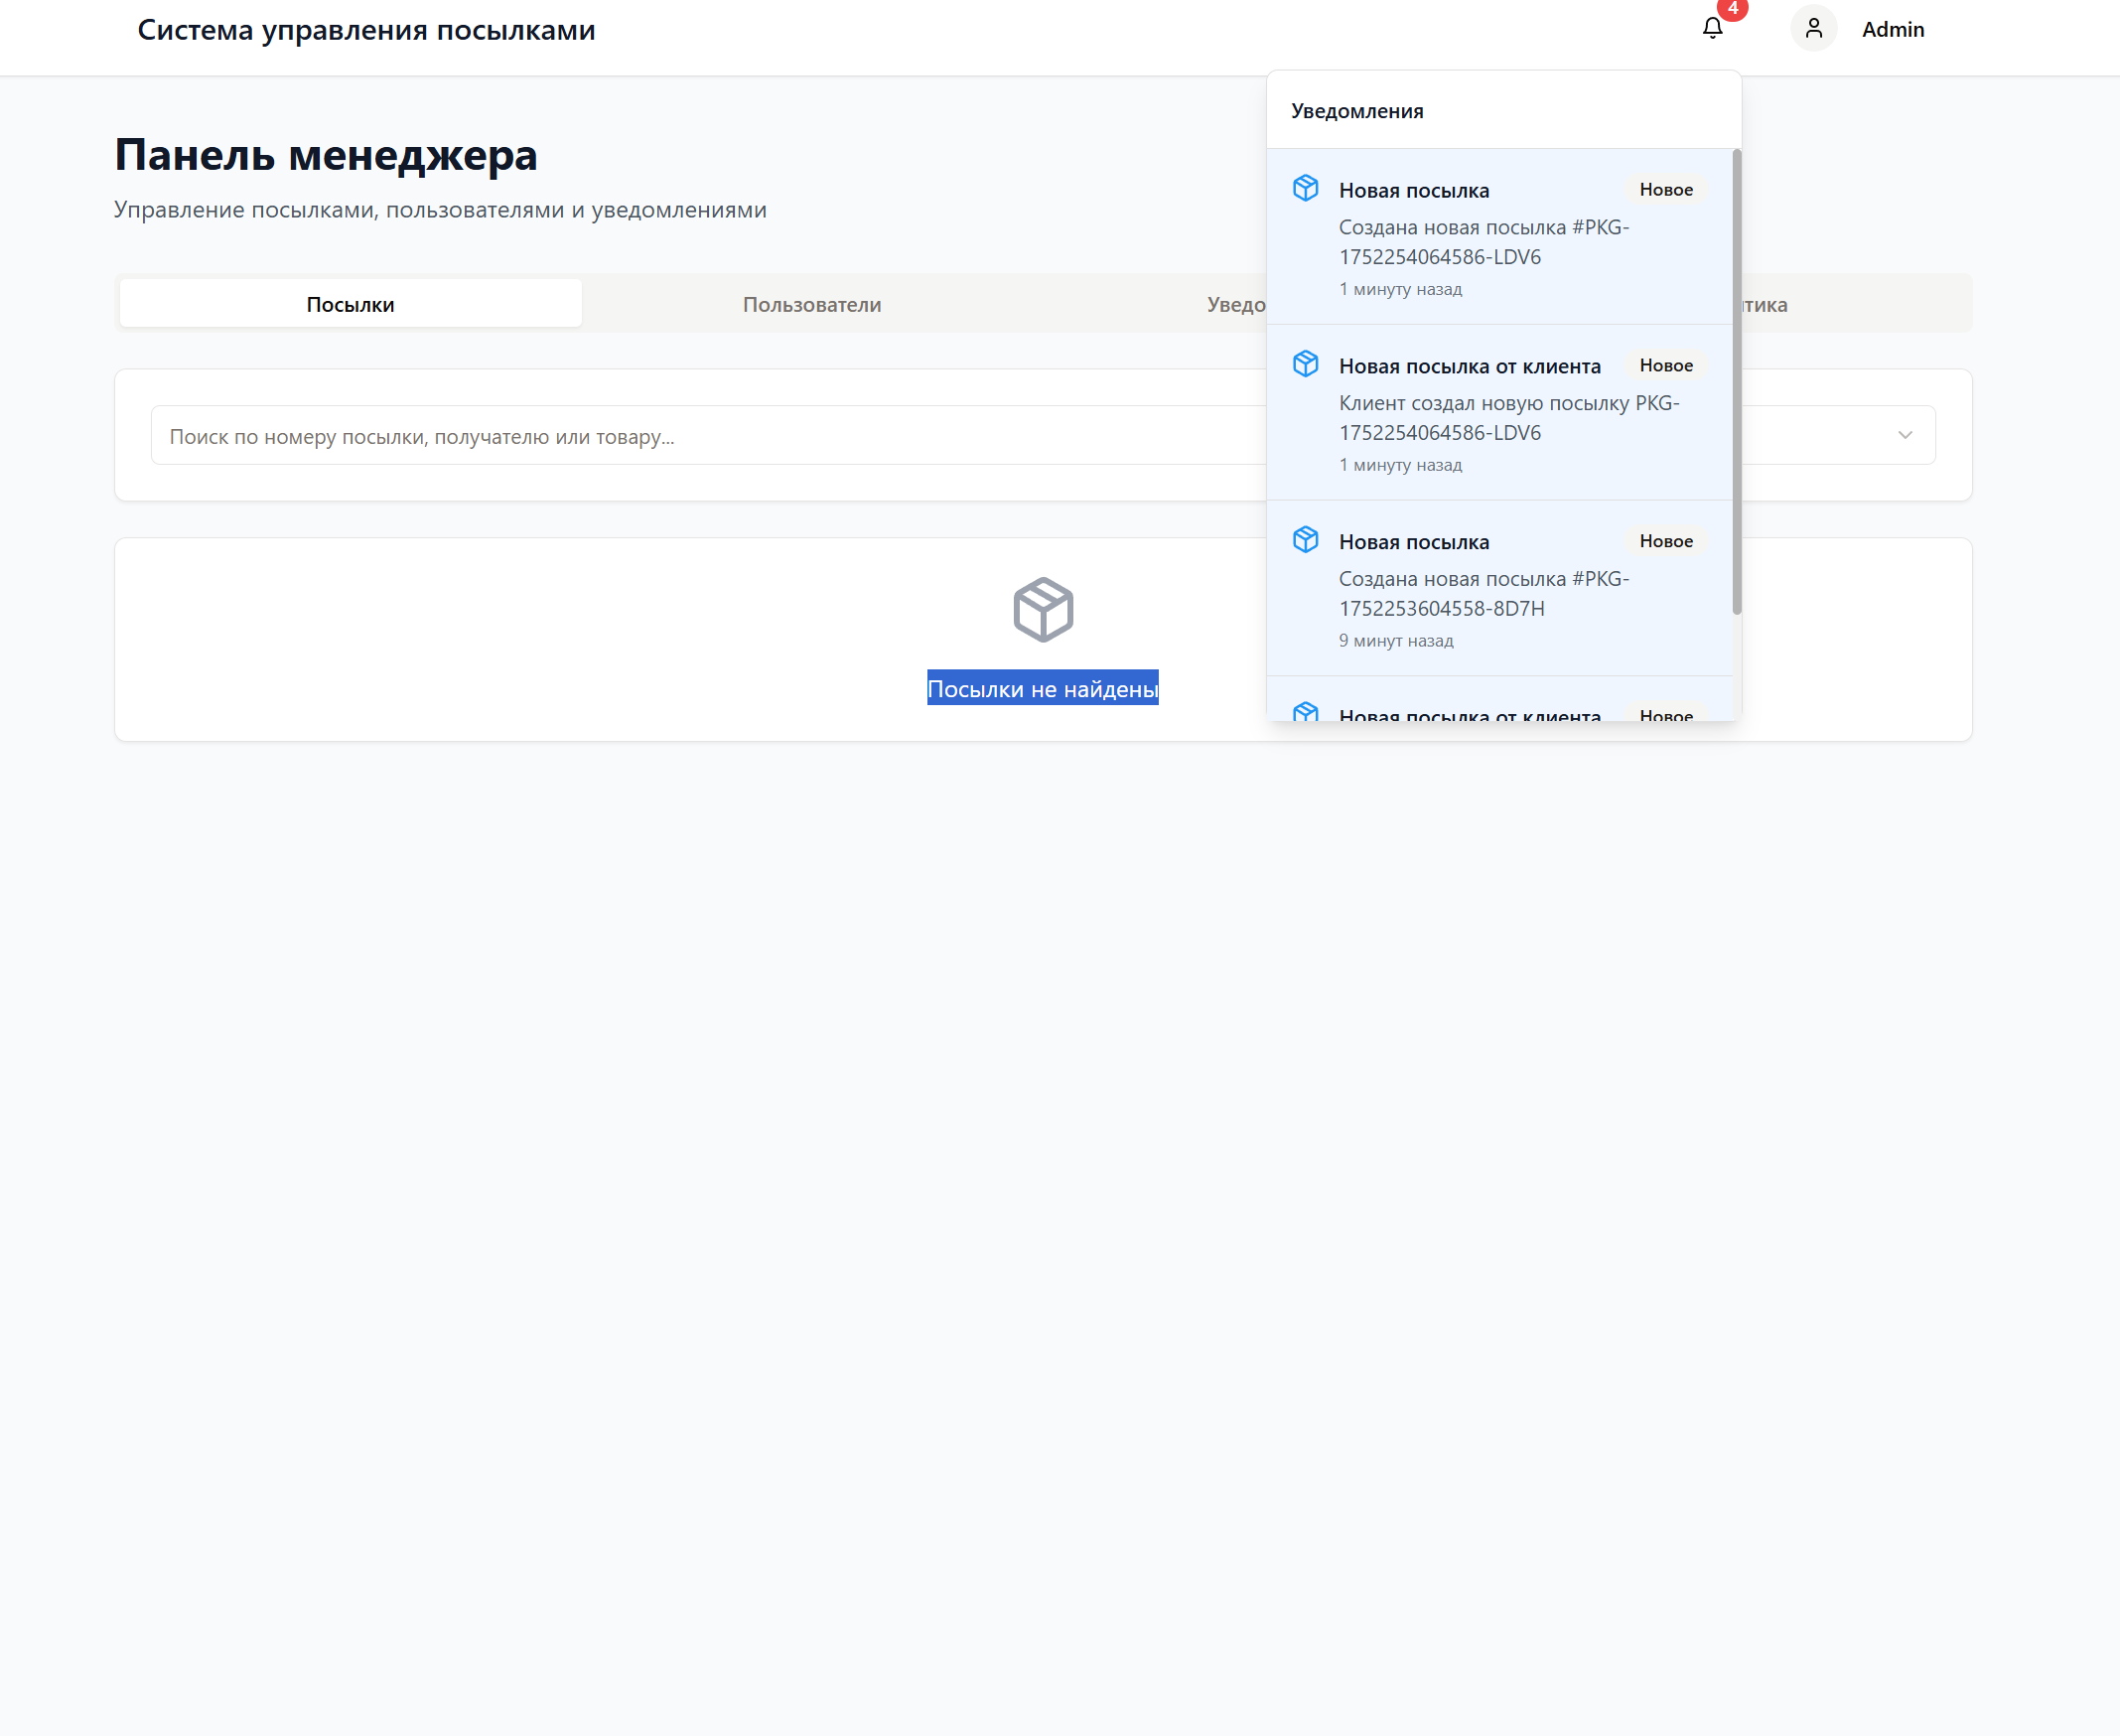 Система управления посылками
4
Admin
Панель менеджера
Управление посылками, пользователями и уведомлениями
Посылки
Пользователи
Поиск по номеру посылки, получателю или товару...
Посылки не найдены
Уведомления
Новая посылка
Новое
Создана новая посылка #PKG-
1752254064586-LDV6
1 минуту назад
Новая посылка от клиента
Новое
Клиент создал новую посылку PKG-
1752254064586-LDV6
1 минуту назад
Новая посылка
Новое
Создана новая посылка #PKG-
1752253604558-8D7H
9 минут назад
Новая посылка от клиента
Новое